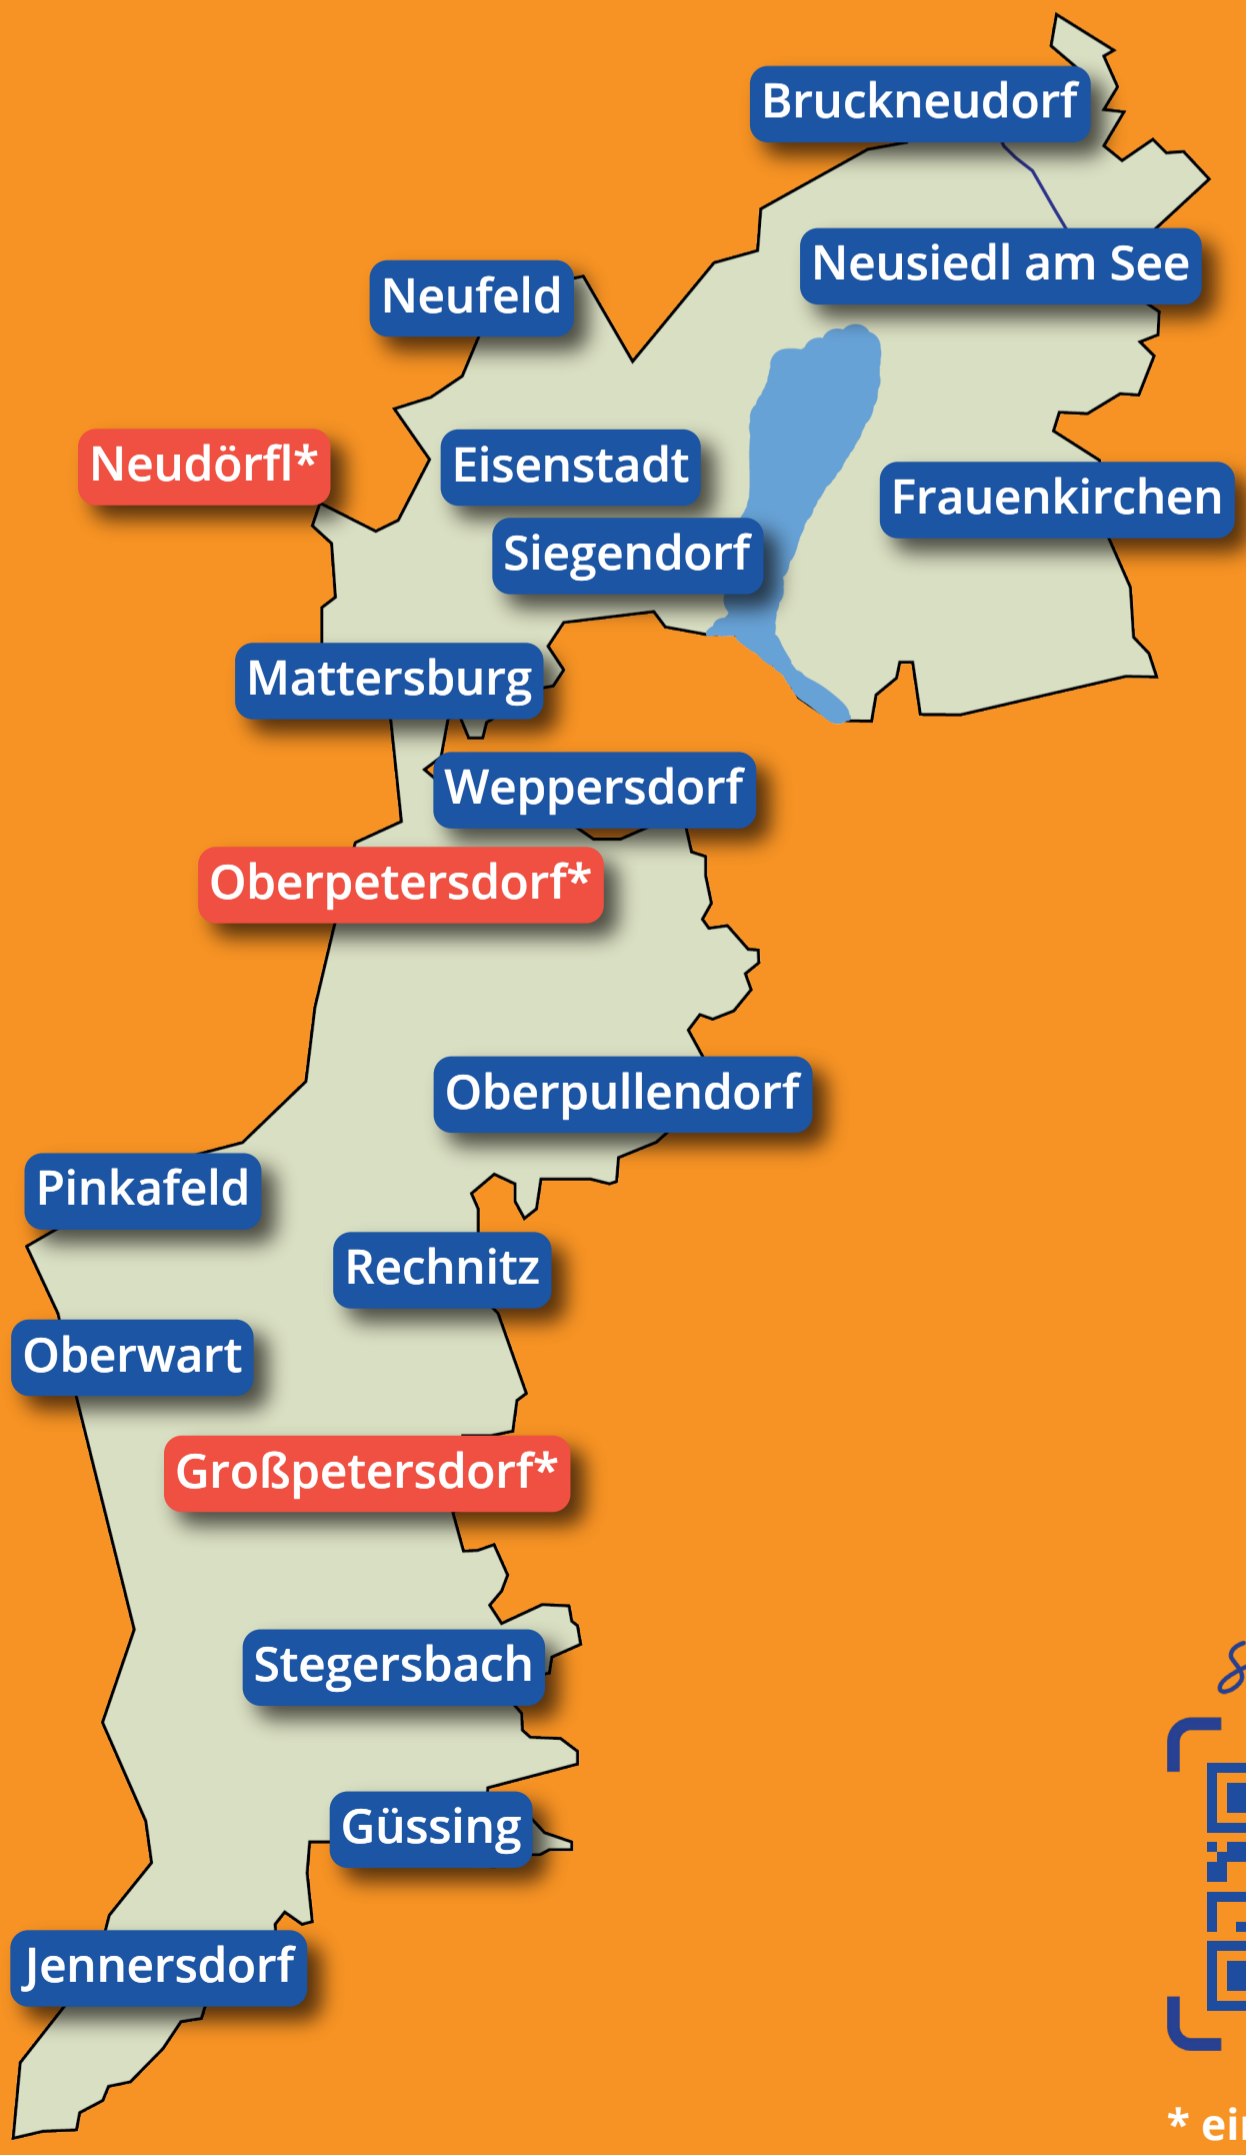 Bruckneudorf
Neusiedl am See
Neufeld
Neudörfl*
Eisenstadt
Frauenkirchen
Siegendorf
Mattersburg
Weppersdorf
Oberpetersdorf*
Oberpullendorf
Pinkafeld
Rechnitz
Oberwart
Großpetersdorf*
Stegersbach
Güssing
Jennersdorf
*